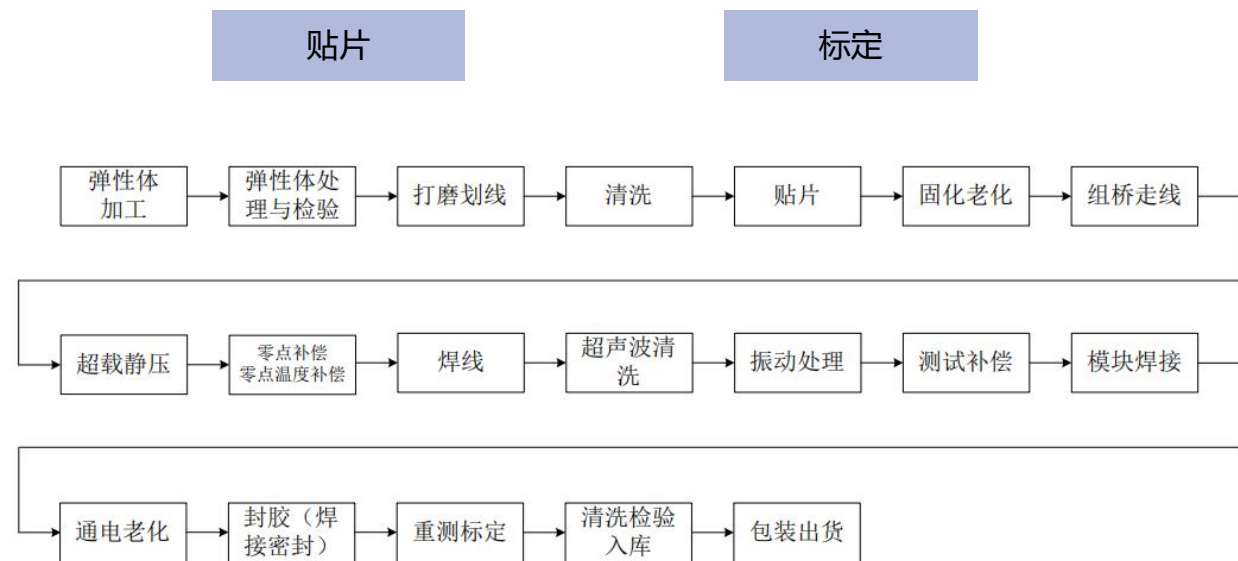 贴片
标定
弹性体
加工
弹性体处
理与检验
打磨划线
清洗
贴片
固化老化
组桥走线
超载静压
零点补偿
零点温度补偿
焊线
超声波清
洗
振动处理
测试补偿
模块焊接
通电老化
封胶（焊
接密封）
重测标定
清洗检验
入库
包装出货